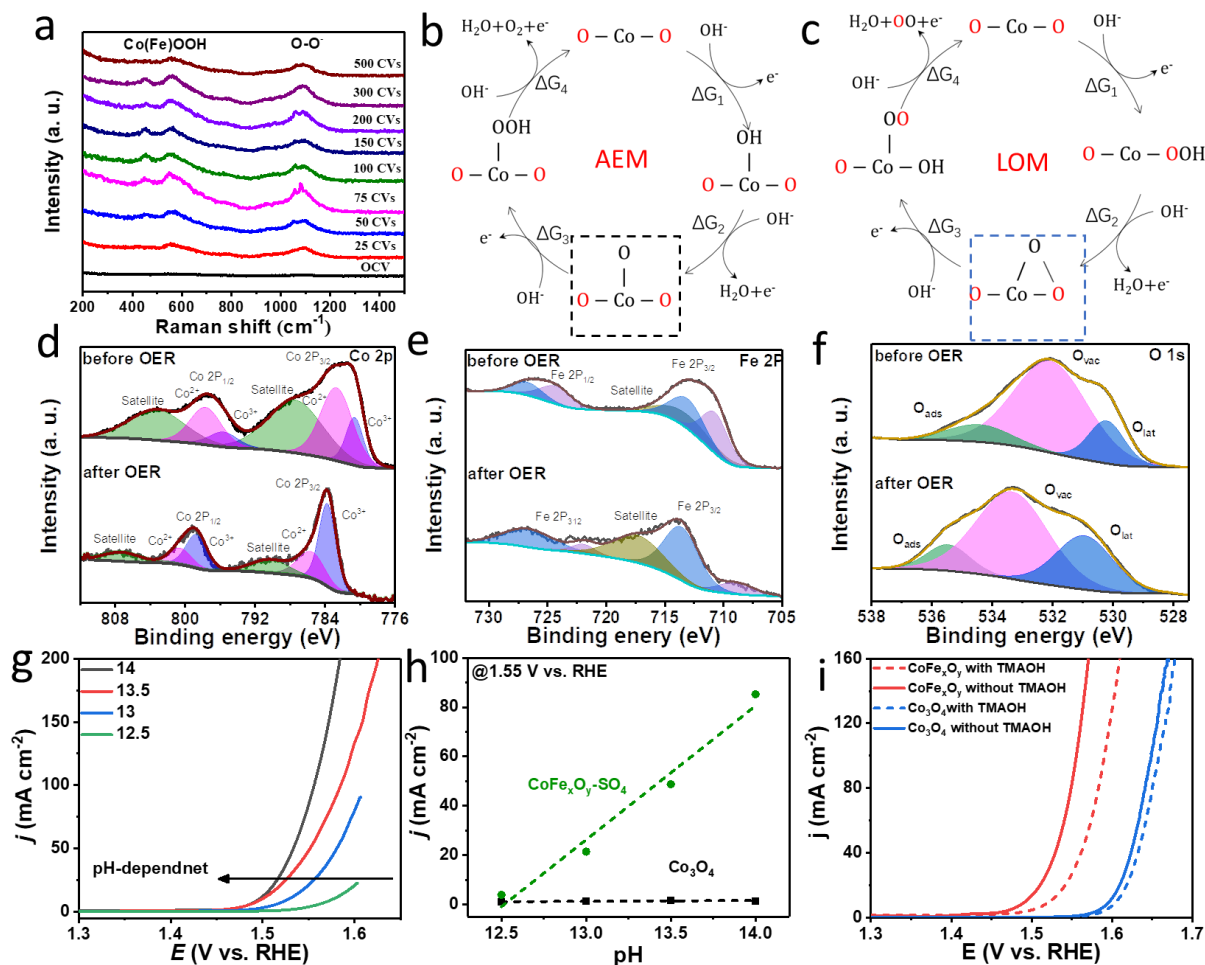 a
Co(Fe)OOH O-O⁻
500 CVs
300 CVs
200 CVs
150 CVs
100 CVs
75 CVs
50 CVs
25 CVs
OCV
Intensity (a. u.)
200 400 600 800 1000 1200 1400
Raman shift (cm⁻¹)
b
H₂O+O₂+e⁻
O – Co – O
OH⁻
e⁻
ΔG₁
OH
O – Co – O
ΔG₂
OH⁻
H₂O+e⁻
O
O – Co – O
OH⁻
e⁻
ΔG₃
OOH
O – Co – O
OH⁻
ΔG₄
AEM
c
H₂O+OO+e⁻
O – Co – O
OH⁻
e⁻
ΔG₁
O – Co – OOH
ΔG₂
OH⁻
H₂O+e⁻
O
O – Co – O
OH⁻
e⁻
ΔG₃
OO
O – Co – OH
OH⁻
ΔG₄
LOM
d
before OER
Co 2p
Satellite
Co²⁺
Co 2P₁/₂
Co³⁺
Satellite
Co²⁺
Co 2P₃/₂
Co³⁺
after OER
Satellite
Co²⁺
Co 2P₁/₂
Co³⁺
Satellite
Co²⁺
Co 2P₃/₂
Co³⁺
Intensity (a. u.)
808 800 792 784 776
Binding energy (eV)
e
before OER
Fe 2P
Fe 2P₁/₂
Satellite
Fe 2P₃/₂
after OER
Fe 2P₃₁₂
Satellite
Fe 2P₃/₂
Intenstiy (a. u.)
730 725 720 715 710 705
Binding enery (eV)
f
before OER
O 1s
O_ads
O_vac
O_lat
after OER
O_ads
O_vac
O_lat
Intensity (a. u.)
538 536 534 532 530 528
Binding energy (eV)
g
14
13.5
13
12.5
pH-dependnet
j (mA cm⁻²)
0 50 100 150 200
1.3 1.4 1.5 1.6
E (V vs. RHE)
h
@1.55 V vs. RHE
CoFeₓOᵧ-SO₄
Co₃O₄
j (mA cm⁻²)
0 20 40 60 80 100
12.5 13.0 13.5 14.0
pH
i
CoFeₓOᵧ with TMAOH
CoFeₓOᵧ without TMAOH
Co₃O₄ with TMAOH
Co₃O₄ without TMAOH
j (mA cm⁻²)
0 40 80 120 160
1.3 1.4 1.5 1.6 1.7
E (V vs. RHE)